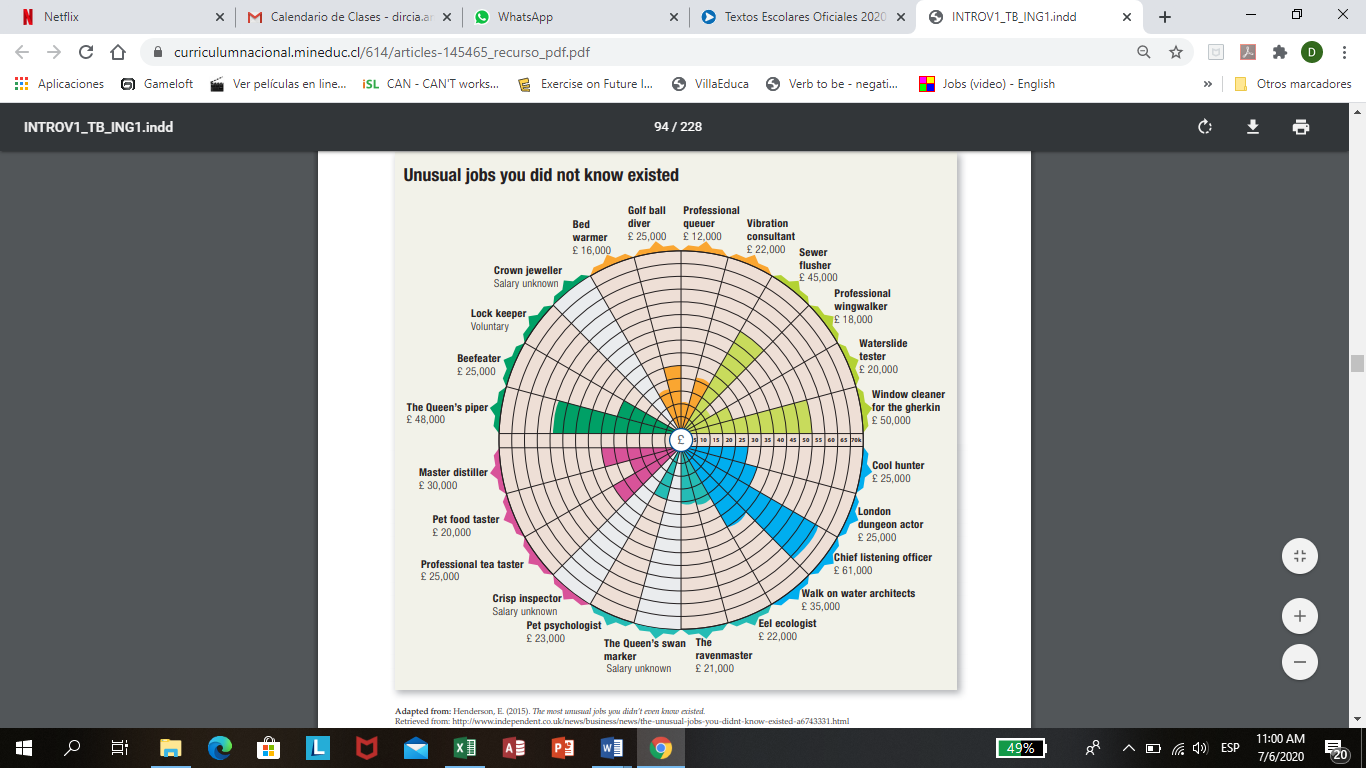 Netflix
Calendario de Clases - dircia.ar
WhatsApp
Textos Escolares Oficiales 2020
INTROV1_TB_ING1.indd
curriculumnacional.mineduc.cl/614/articles-145465_recurso_pdf.pdf
D
Aplicaciones
Gameloft
Ver películas en line...
iSL CAN - CAN'T works...
Exercise on Future I...
VillaEduca
Verb to be - negati...
Jobs (video) - English
»
Otros marcadores
INTROV1_TB_ING1.indd
94 / 228
Unusual jobs you did not know existed
Bed
warmer
£ 16,000
Golf ball
diver
£ 25,000
Professional
queuer
£ 12,000
Vibration
consultant
£ 22,000
Sewer
flusher
£ 45,000
Professional
wingwalker
£ 18,000
Waterslide
tester
£ 20,000
Window cleaner
for the gherkin
£ 50,000
Crown jeweller
Salary unknown
Lock keeper
Voluntary
Beefeater
£ 25,000
The Queen's piper
£ 48,000
£
5 10 15 20 25 30 35 40 45 50 55 60 65 70k
Cool hunter
£ 25,000
London
dungeon actor
£ 25,000
Chief listening officer
£ 61,000
Walk on water architects
£ 35,000
Eel ecologist
£ 22,000
The
ravenmaster
£ 21,000
The Queen's swan
marker
Salary unknown
Pet psychologist
£ 23,000
Crisp inspector
Salary unknown
Professional tea taster
£ 25,000
Pet food taster
£ 20,000
Master distiller
£ 30,000
Adapted from: Henderson, E. (2015). The most unusual jobs you didn't even know existed.
Retrieved from: http://www.independent.co.uk/news/business/news/the-unusual-jobs-you-didnt-know-existed-a6743331.html
49%
ESP
11:00 AM
7/6/2020
20